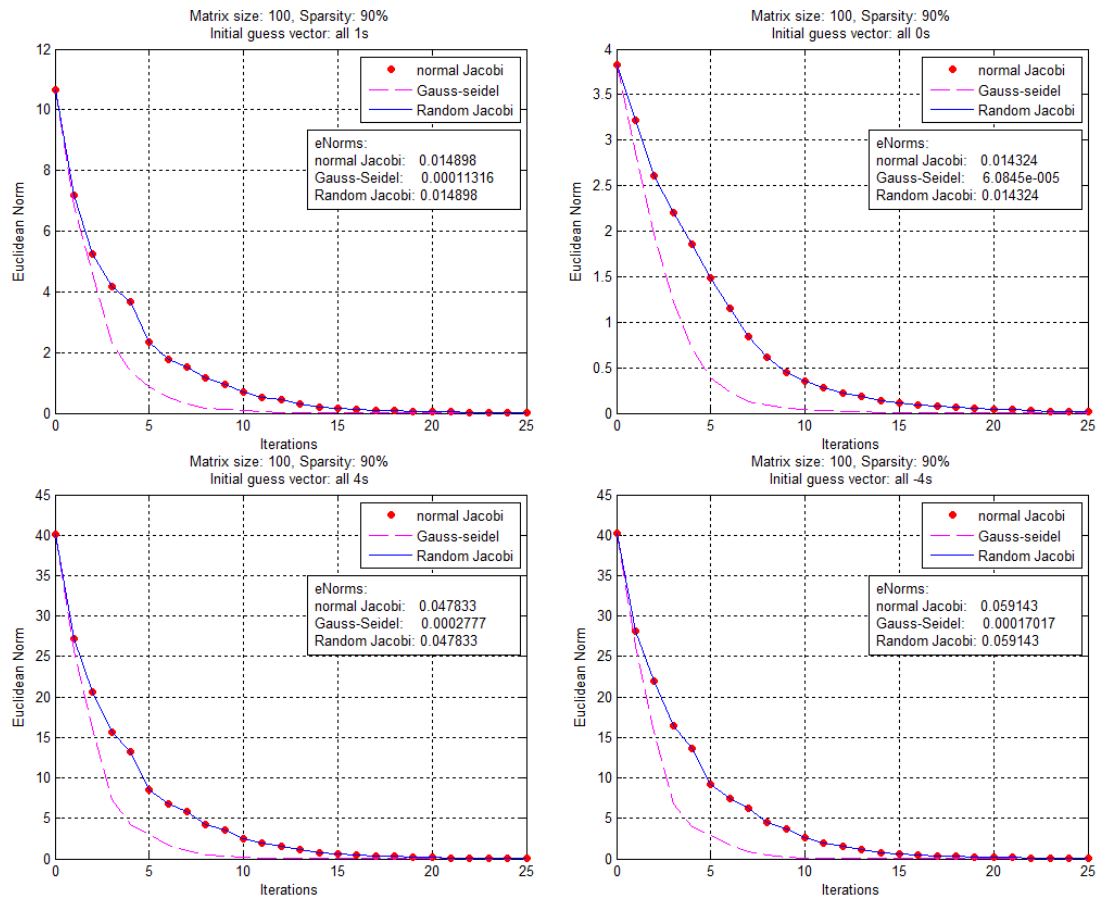 Matrix size: 100, Sparsity: 90%
Initial guess vector: all 1s
12
10
8
6
4
2
0
Euclidean Norm
normal Jacobi
Gauss-seidel
Random Jacobi
eNorms:
normal Jacobi: 0.014898
Gauss-Seidel: 0.00011316
Random Jacobi: 0.014898
0 5 10 15 20 25
Iterations
Matrix size: 100, Sparsity: 90%
Initial guess vector: all 0s
4
3.5
3
2.5
2
1.5
1
0.5
0
Euclidean Norm
normal Jacobi
Gauss-seidel
Random Jacobi
eNorms:
normal Jacobi: 0.014324
Gauss-Seidel: 6.0845e-005
Random Jacobi: 0.014324
0 5 10 15 20 25
Iterations
Matrix size: 100, Sparsity: 90%
Initial guess vector: all 4s
45
40
35
30
25
20
15
10
5
0
Euclidean Norm
normal Jacobi
Gauss-seidel
Random Jacobi
eNorms:
normal Jacobi: 0.047833
Gauss-Seidel: 0.0002777
Random Jacobi: 0.047833
0 5 10 15 20 25
Iterations
Matrix size: 100, Sparsity: 90%
Initial guess vector: all -4s
45
40
35
30
25
20
15
10
5
0
Euclidean Norm
normal Jacobi
Gauss-seidel
Random Jacobi
eNorms:
normal Jacobi: 0.059143
Gauss-Seidel: 0.00017017
Random Jacobi: 0.059143
0 5 10 15 20 25
Iterations